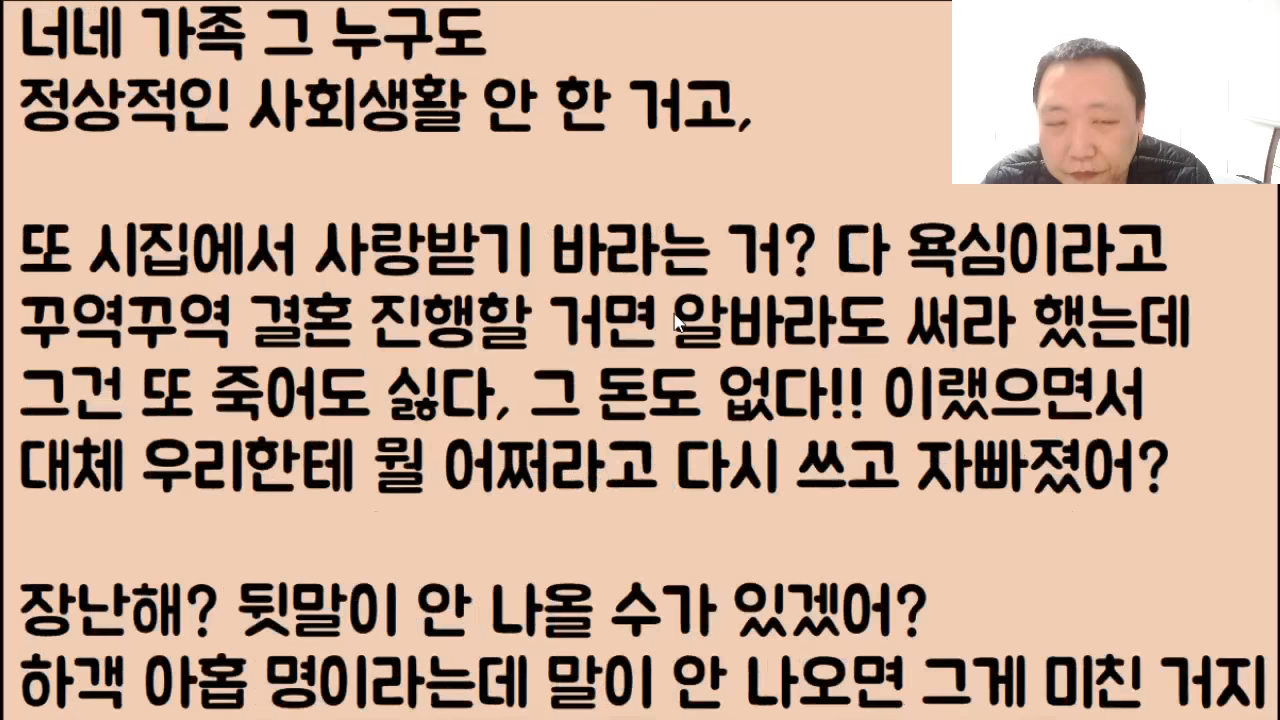 너네 가족 그 누구도
정상적인 사회생활 안 한 거고,
또 시집에서 사랑받기 바라는 거? 다 욕심이라고
꾸역꾸역 결혼 진행할 거면 알바라도 써라 했는데
그건 또 죽어도 싫다, 그 돈도 없다!! 이랬으면서
대체 우리한테 뭘 어쩌라고 다시 쓰고 자빠졌어?
장난해? 뒷말이 안 나올 수가 있겠어?
하객 아홉 명이라는데 말이 안 나오면 그게 미친 거지